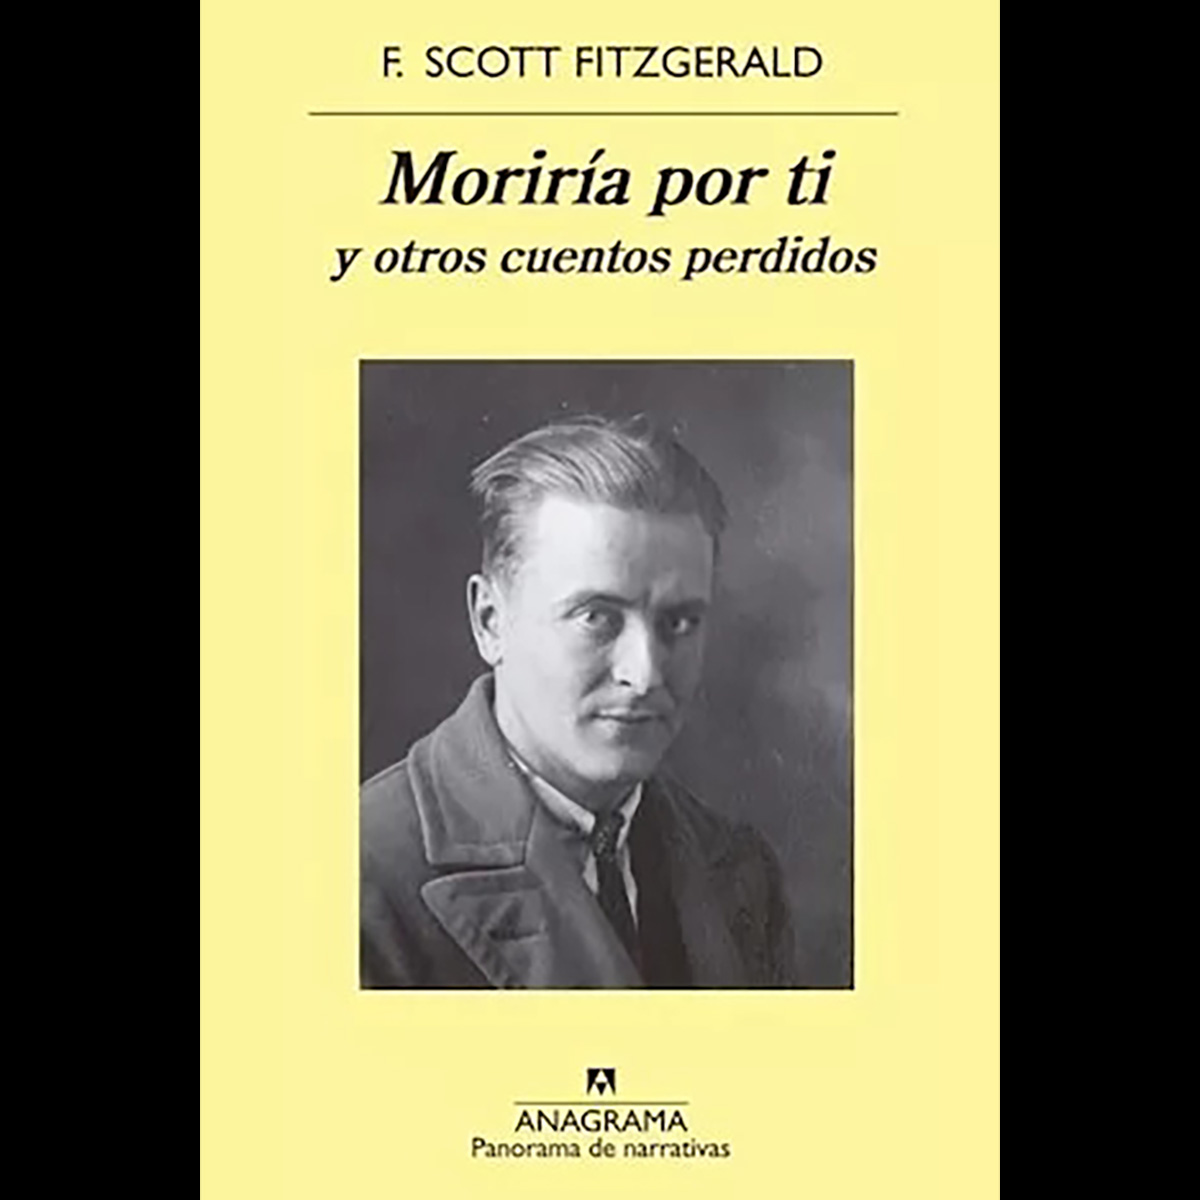 F. SCOTT FITZGERALD
Moriría por ti
y otros cuentos perdidos
ANAGRAMA
Panorama de narrativas